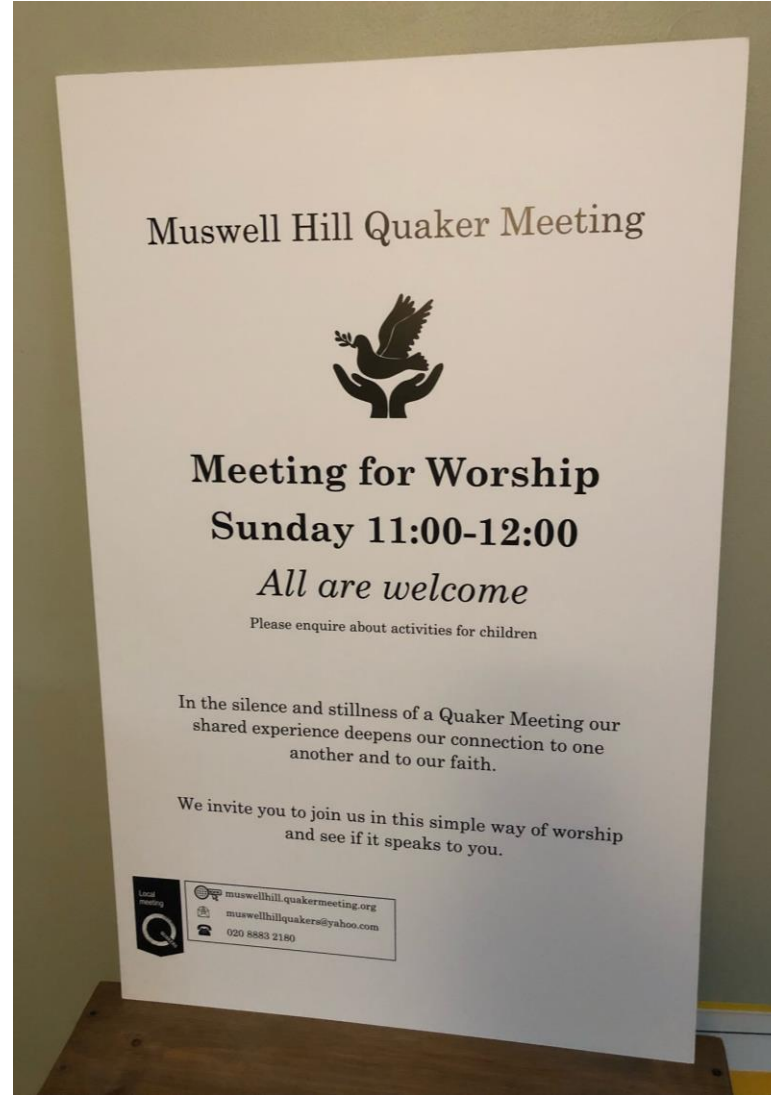 Muswell Hill Quaker Meeting
Meeting for Worship
Sunday 11:00-12:00
All are welcome
Please enquire about activities for children
In the silence and stillness of a Quaker Meeting our
shared experience deepens our connection to one
another and to our faith.
We invite you to join us in this simple way of worship
and see if it speaks to you.
Local
meeting
muswellhill.quakermeeting.org
muswellhillquakers@yahoo.com
020 8883 2180